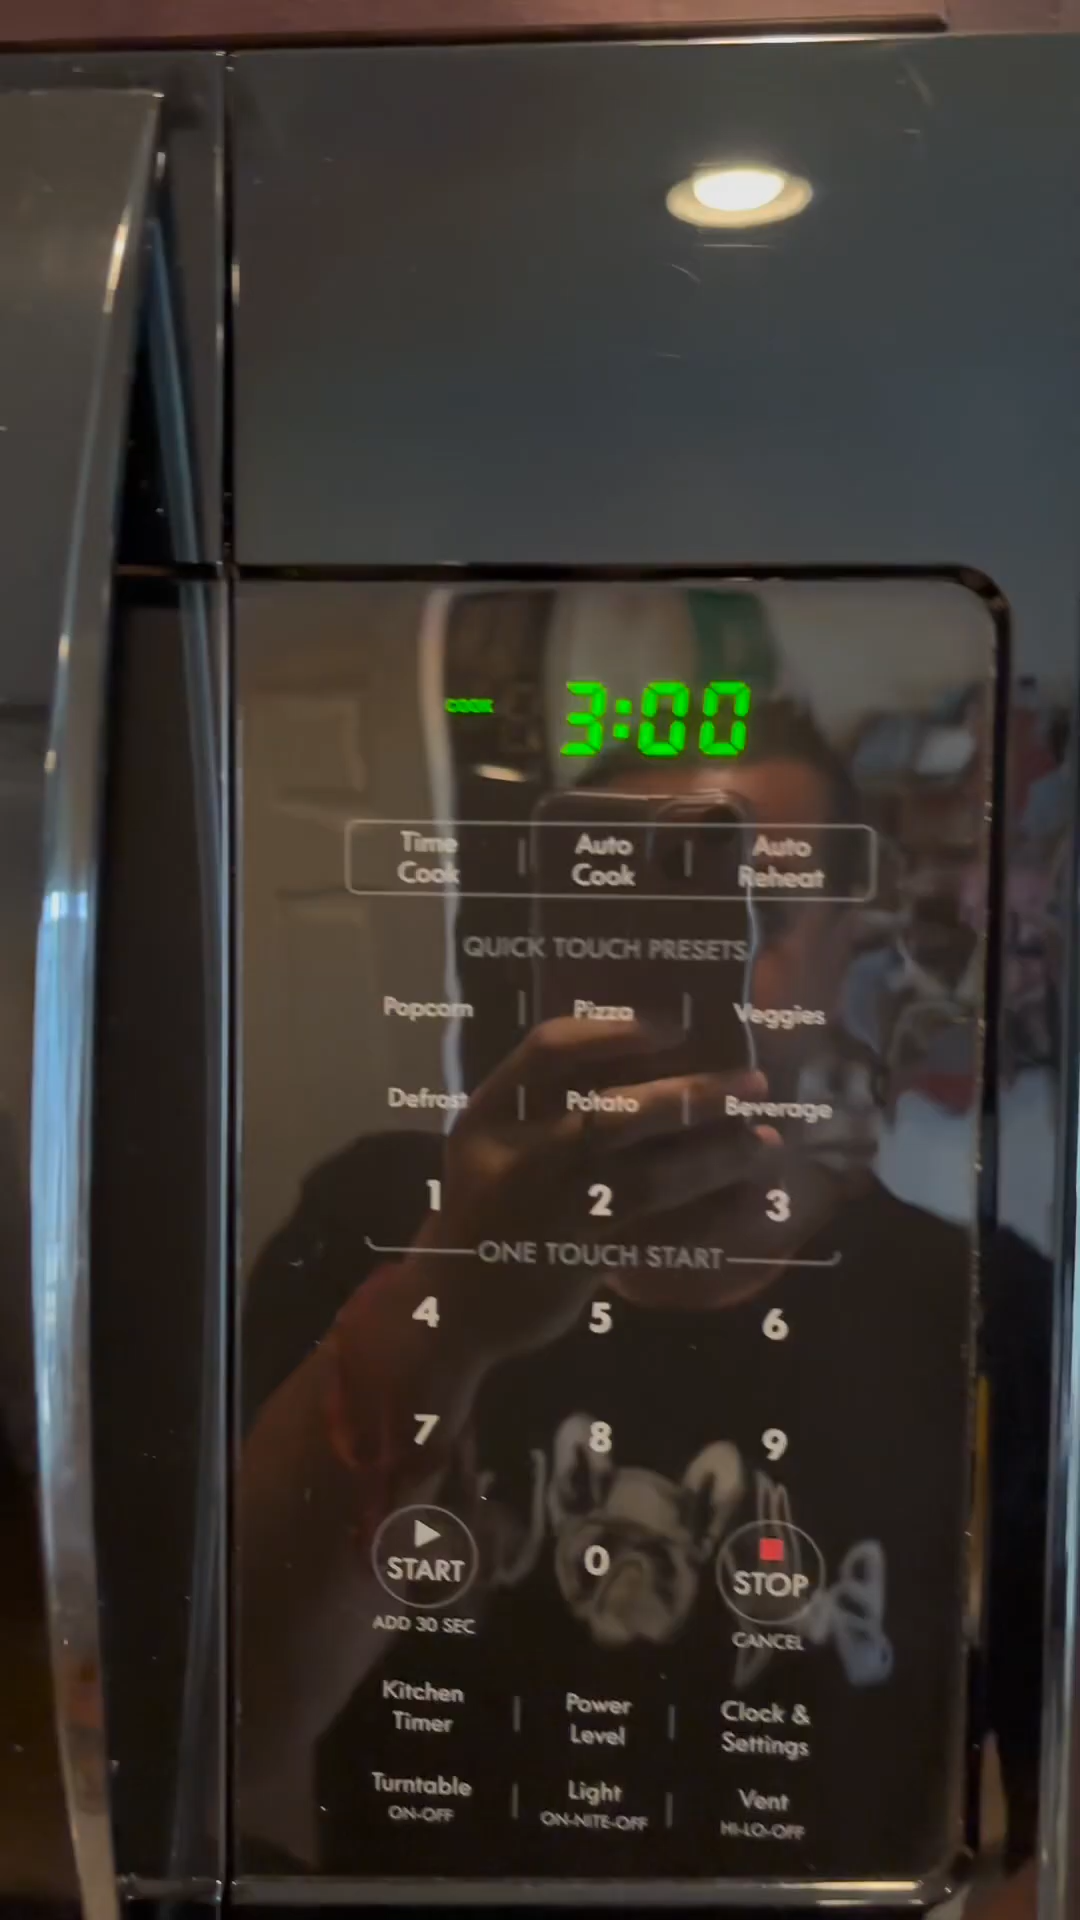 COOK 3:00
Time Cook | Auto Cook | Auto Reheat
QUICK TOUCH PRESETS
Popcorn | Pizza | Veggies
Defrost | Potato | Beverage
1 2 3
ONE TOUCH START
4 5 6
7 8 9
START 0 STOP
ADD 30 SEC CANCEL
Kitchen Timer | Power Level | Clock & Settings
Turntable | Light | Vent
ON-OFF ON-NITE-OFF HI-LO-OFF